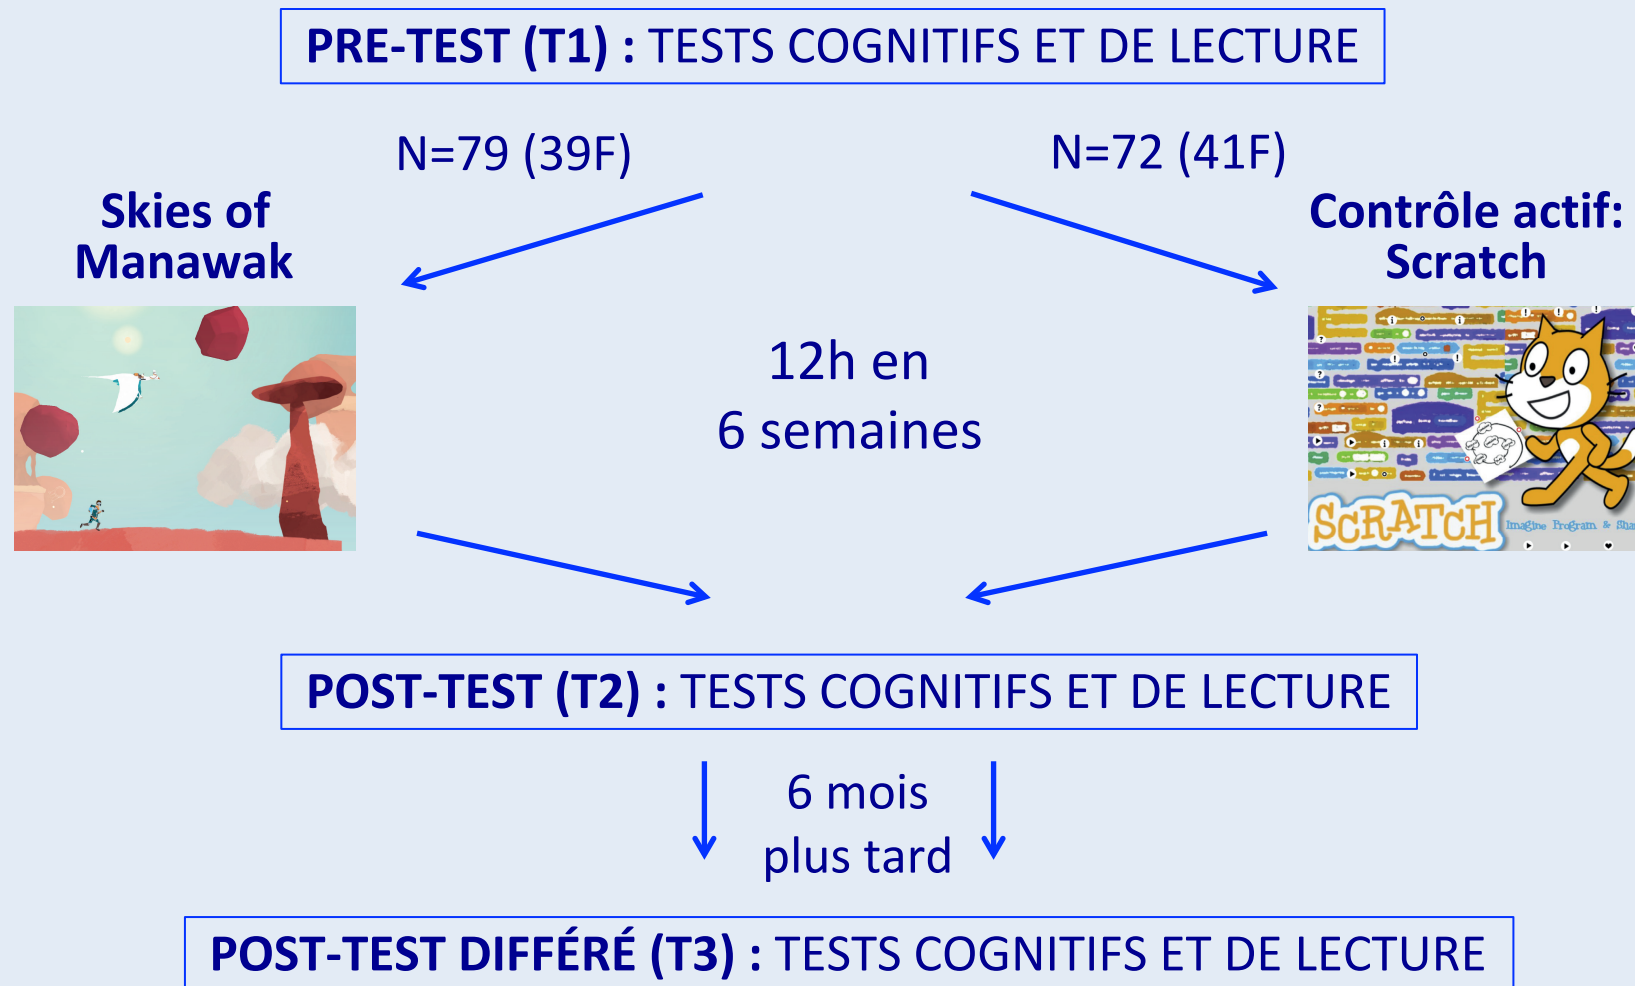 PRE-TEST (T1) : TESTS COGNITIFS ET DE LECTURE
N=79 (39F)
N=72 (41F)
Skies of
Manawak
Contrôle actif:
Scratch
12h en
6 semaines
SCRATCH
Imagine Program &
POST-TEST (T2) : TESTS COGNITIFS ET DE LECTURE
6 mois
plus tard
POST-TEST DIFFÉRÉ (T3) : TESTS COGNITIFS ET DE LECTURE